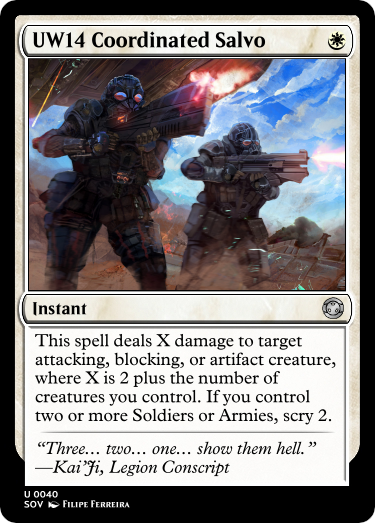 UW14 Coordinated Salvo
Instant
This spell deals X damage to target
attacking, blocking, or artifact creature,
where X is 2 plus the number of
creatures you control. If you control
two or more Soldiers or Armies, scry 2.
“Three… two… one… show them hell.”
—Kai’Ji, Legion Conscript
U 0040
SOV Filipe Ferreira